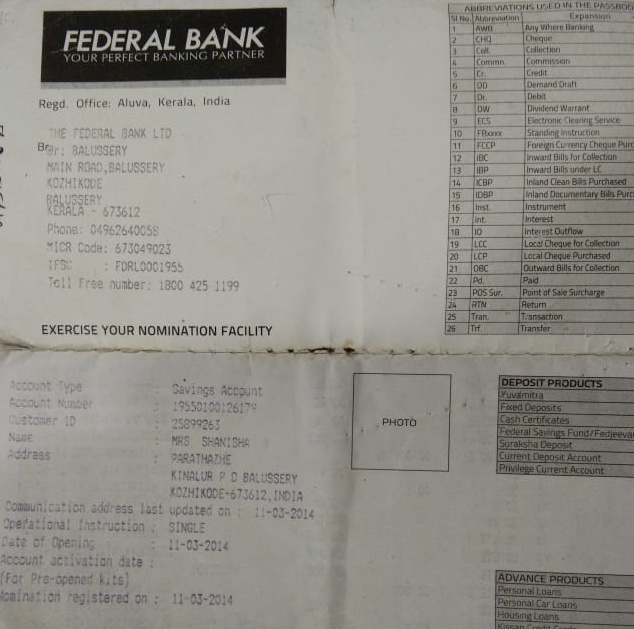 FEDERAL BANK
YOUR PERFECT BANKING PARTNER
Regd. Office: Aluva, Kerala, India
THE FEDERAL BANK LTD
Br: BALUSSERY
MAIN ROAD,BALUSSERY
KOZHIKODE
BALUSSERY
KERALA - 673612
Phone: 04962640058
MICR Code: 673049023
IFSC : FDRL0001955
Toll Free number: 1800 425 1199
EXERCISE YOUR NOMINATION FACILITY
ABBREVIATIONS USED IN THE PASSBOO
Sl No. Abbreviation Expansion
1 AWB Any Where Banking
2 CHQ Cheque
3 Coll. Collection
4 Commn. Commission
5 Cr. Credit
6 DD Demand Draft
7 Dr. Debit
8 DW Dividend Warrant
9 ECS Electronic Clearing Service
10 FBxxxx Standing Instruction
11 FCCP Foreign Currency Cheque Purc
12 IBC Inward Bills for Collection
13 IBP Inward Bills under LC
14 ICBP Inland Clean Bills Purchased
15 IDBP Inland Documentary Bills Purc
16 Inst. Instrument
17 Int. Interest
18 IO Interest Outflow
19 LCC Local Cheque for Collection
20 LCP Local Cheque Purchased
21 OBC Outward Bills for Collection
22 Pd. Paid
23 POS Sur. Point of Sale Surcharge
24 RTN Return
25 Tran. Transaction
26 Trf. Transfer
Account Type : Savings Account
Account Number :
Customer ID : 25899263
Name : MRS SHANISHA
Address : PARATHAZHE
KINALUR P O BALUSSERY
KOZHIKODE-673612,INDIA
Communication address last updated on : 11-03-2014
Operational Instruction : SINGLE
Date of Opening : 11-03-2014
Account activation date :
(For Pre-opened kits)
Nomination registered on : 11-03-2014
PHOTO
DEPOSIT PRODUCTS
Yuvamitra
Fixed Deposits
Cash Certificates
Federal Savings Fund/Fedjeeva
Suraksha Deposit
Current Deposit Account
Privilege Current Account
ADVANCE PRODUCTS
Personal Loans
Personal Car Loans
Housing Loans